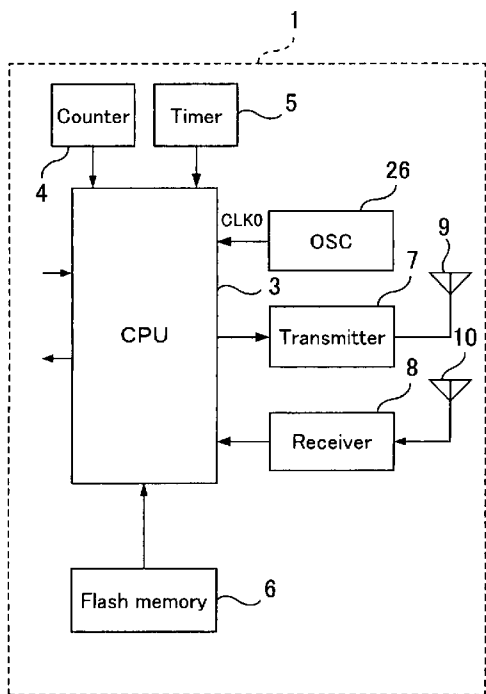 1
Counter
Timer
5
4
26
CLK0
OSC
9
3
7
CPU
Transmitter
10
8
Receiver
Flash memory
6